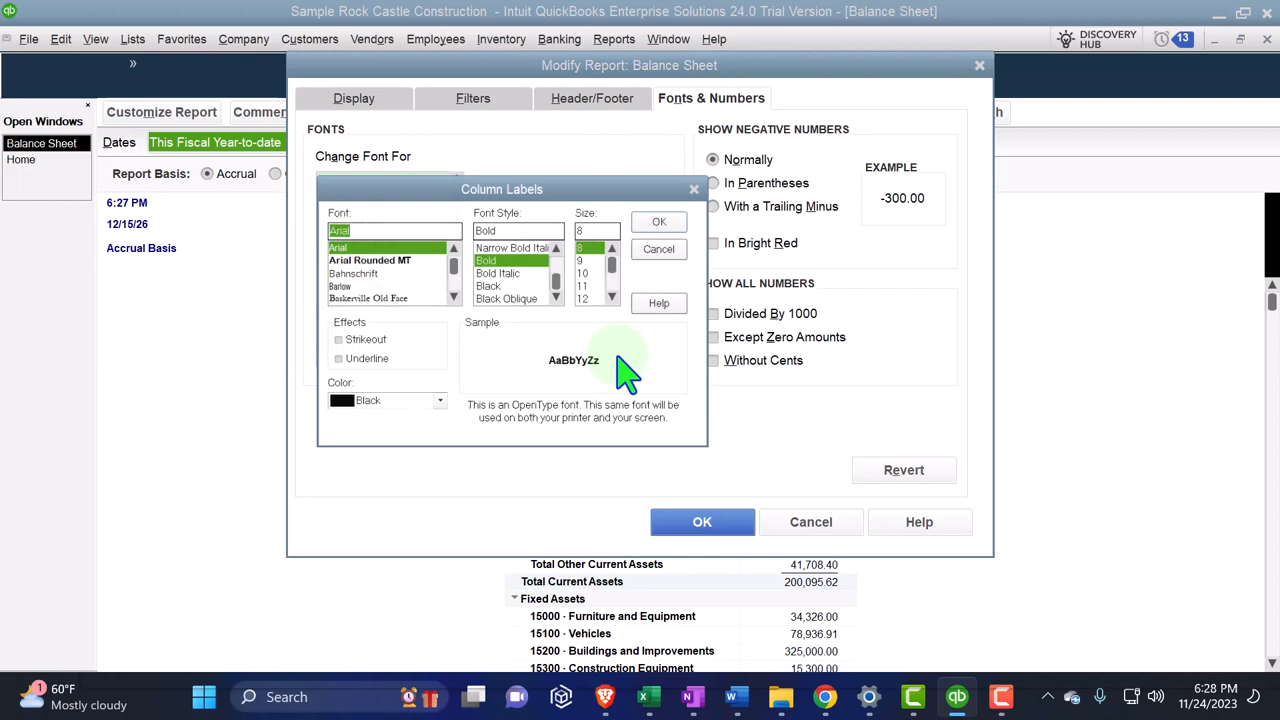 Sample Rock Castle Construction - Intuit QuickBooks Enterprise Solutions 24.0 Trial Version - [Balance Sheet]
File Edit View Lists Favorites Company Customers Vendors Employees Inventory Banking Reports Window Help
DISCOVERY HUB
13
»
Modify Report: Balance Sheet
Open Windows
Balance Sheet
Home
Customize Report
Commen
h
Dates This Fiscal Year-to-date
Report Basis: Accrual
6:27 PM
12/15/26
Accrual Basis
Display Filters Header/Footer Fonts & Numbers
FONTS
Change Font For
SHOW NEGATIVE NUMBERS
Normally
In Parentheses
With a Trailing Minus
In Bright Red
EXAMPLE
-300.00
HOW ALL NUMBERS
Divided By 1000
Except Zero Amounts
Without Cents
Column Labels
Font: Font Style: Size:
Arial Bold 8
OK
Cancel
Help
Arial
Arial Rounded MT
Bahnschrift
Barlow
Baskerville Old Face
Narrow Bold Itali
Bold
Bold Italic
Black
Black Oblique
8
9
10
11
12
Effects
Strikeout
Underline
Color:
Black
Sample
AaBbYyZz
This is an OpenType font. This same font will be
used on both your printer and your screen.
Revert
OK Cancel Help
Total Other Current Assets 41,708.40
Total Current Assets 200,095.62
Fixed Assets
15000 · Furniture and Equipment 34,326.00
15100 · Vehicles 78,936.91
15200 · Buildings and Improvements 325,000.00
15300 · Construction Equipment 15,300.00
1
60°F
Mostly cloudy
Search
6:28 PM
11/24/2023